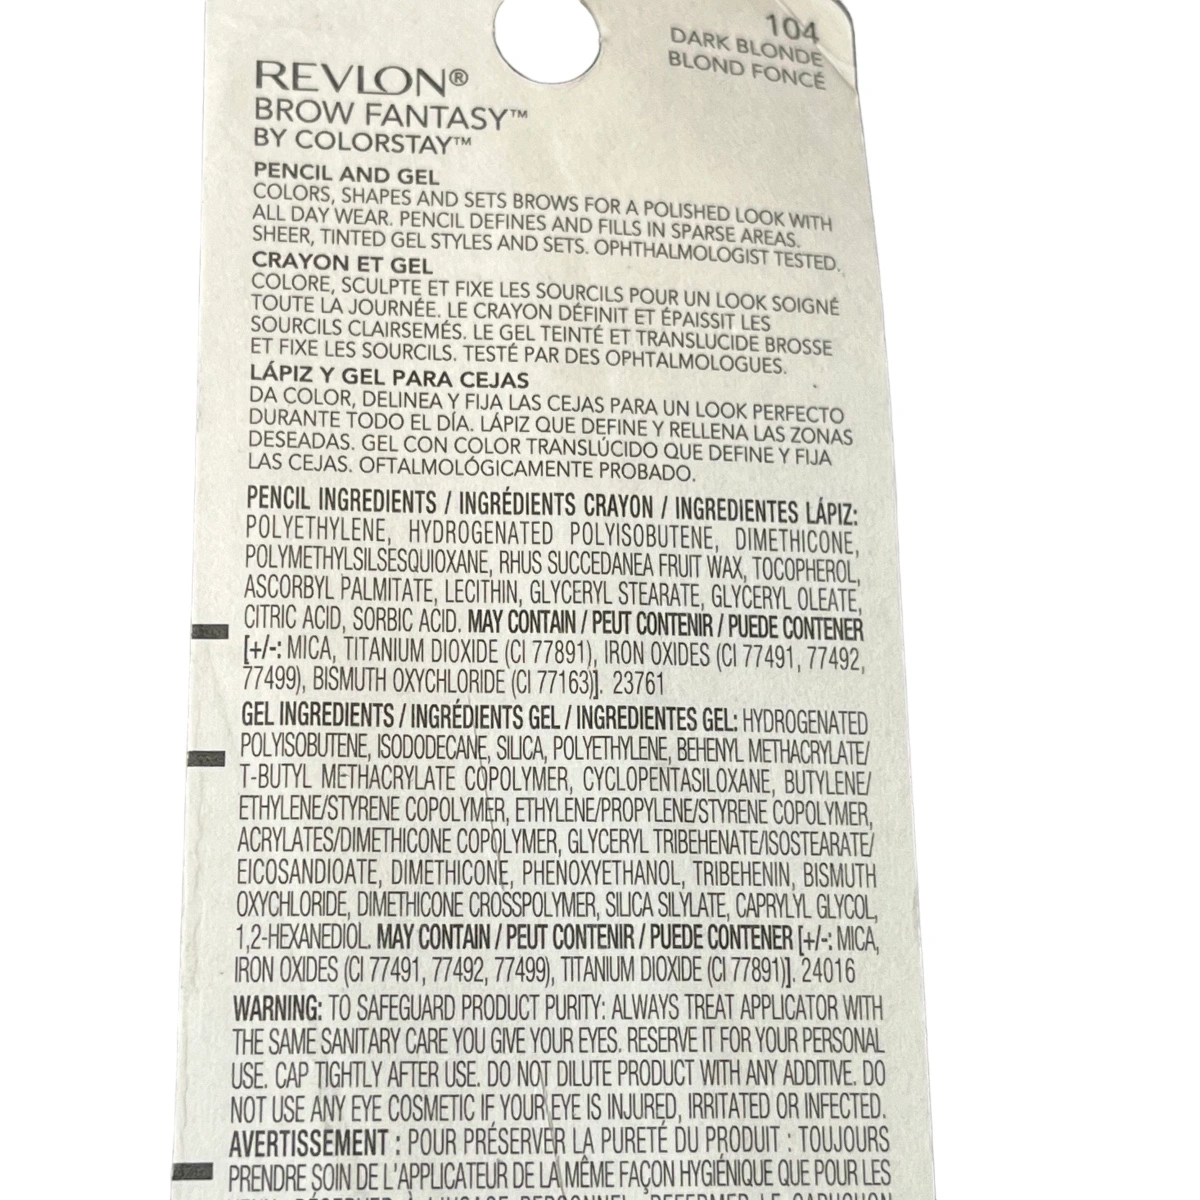 104
DARK BLONDE
BLOND FONCÉ
REVLON®
BROW FANTASY™
BY COLORSTAY™
PENCIL AND GEL
COLORS, SHAPES AND SETS BROWS FOR A POLISHED LOOK WITH
ALL DAY WEAR. PENCIL DEFINES AND FILLS IN SPARSE AREAS.
SHEER, TINTED GEL STYLES AND SETS. OPHTHALMOLOGIST TESTED.
CRAYON ET GEL
COLORE, SCULPTE ET FIXE LES SOURCILS POUR UN LOOK SOIGNÉ
TOUTE LA JOURNÉE. LE CRAYON DÉFINIT ET ÉPAISSIT LES
SOURCILS CLAIRSEMÉS. LE GEL TEINTÉ ET TRANSLUCIDE BROSSE
ET FIXE LES SOURCILS. TESTÉ PAR DES OPHTALMOLOGUES.
LÁPIZ Y GEL PARA CEJAS
DA COLOR, DELINEA Y FIJA LAS CEJAS PARA UN LOOK PERFECTO
DURANTE TODO EL DÍA. LÁPIZ QUE DEFINE Y RELLENA LAS ZONAS
DESEADAS. GEL CON COLOR TRANSLÚCIDO QUE DEFINE Y FIJA
LAS CEJAS. OFTALMOLÓGICAMENTE PROBADO.
PENCIL INGREDIENTS / INGRÉDIENTS CRAYON / INGREDIENTES LÁPIZ:
POLYETHYLENE, HYDROGENATED POLYISOBUTENE, DIMETHICONE,
POLYMETHYLSILSESQUIOXANE, RHUS SUCCEDANEA FRUIT WAX, TOCOPHEROL,
ASCORBYL PALMITATE, LECITHIN, GLYCERYL STEARATE, GLYCERYL OLEATE,
CITRIC ACID, SORBIC ACID. MAY CONTAIN / PEUT CONTENIR / PUEDE CONTENER
[+/-: MICA, TITANIUM DIOXIDE (CI 77891), IRON OXIDES (CI 77491, 77492,
77499), BISMUTH OXYCHLORIDE (CI 77163)]. 23761
GEL INGREDIENTS / INGRÉDIENTS GEL / INGREDIENTES GEL: HYDROGENATED
POLYISOBUTENE, ISODODECANE, SILICA, POLYETHYLENE, BEHENYL METHACRYLATE/
T-BUTYL METHACRYLATE COPOLYMER, CYCLOPENTASILOXANE, BUTYLENE/
ETHYLENE/STYRENE COPOLYMER, ETHYLENE/PROPYLENE/STYRENE COPOLYMER,
ACRYLATES/DIMETHICONE COPOLYMER, GLYCERYL TRIBEHENATE/ISOSTEARATE/
EICOSANDIOATE, DIMETHICONE, PHENOXYETHANOL, TRIBEHENIN, BISMUTH
OXYCHLORIDE, DIMETHICONE CROSSPOLYMER, SILICA SILYLATE, CAPRYLYL GLYCOL,
1,2-HEXANEDIOL. MAY CONTAIN / PEUT CONTENIR / PUEDE CONTENER [+/-: MICA,
IRON OXIDES (CI 77491, 77492, 77499), TITANIUM DIOXIDE (CI 77891)]. 24016
WARNING: TO SAFEGUARD PRODUCT PURITY: ALWAYS TREAT APPLICATOR WITH
THE SAME SANITARY CARE YOU GIVE YOUR EYES. RESERVE IT FOR YOUR PERSONAL
USE. CAP TIGHTLY AFTER USE. DO NOT DILUTE PRODUCT WITH ANY ADDITIVE. DO
NOT USE ANY EYE COSMETIC IF YOUR EYE IS INJURED, IRRITATED OR INFECTED.
AVERTISSEMENT : POUR PRÉSERVER LA PURETÉ DU PRODUIT : TOUJOURS
PRENDRE SOIN DE L'APPLICATEUR DE LA MÊME FAÇON HYGIÉNIQUE QUE POUR LES